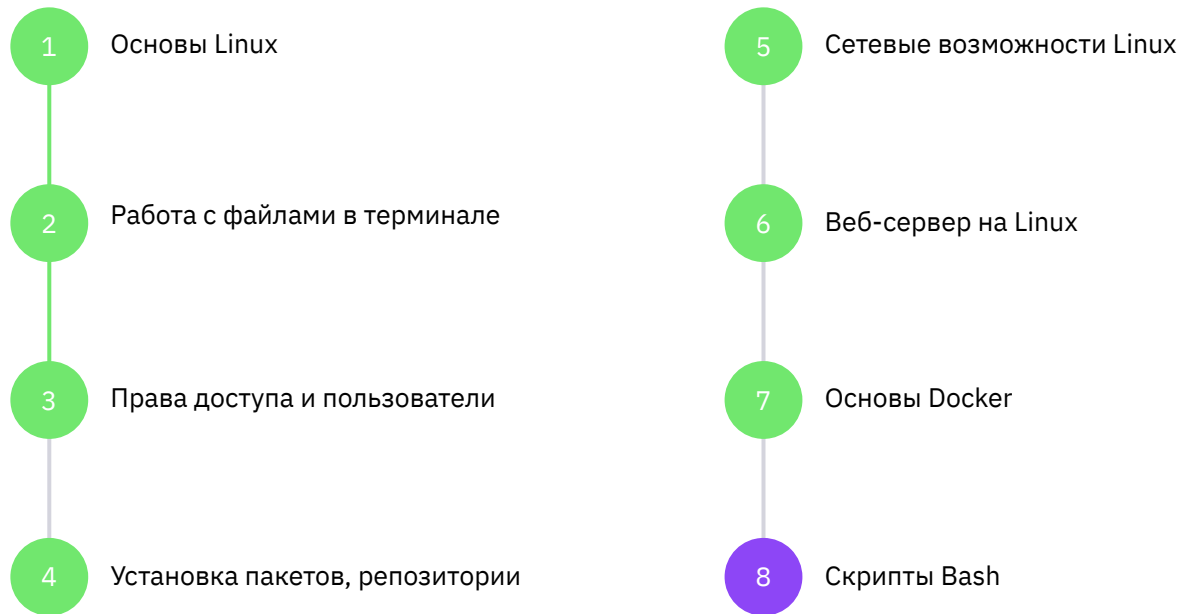 1 Основы Linux
2 Работа с файлами в терминале
3 Права доступа и пользователи
4 Установка пакетов, репозитории
5 Сетевые возможности Linux
6 Веб-сервер на Linux
7 Основы Docker
8 Скрипты Bash